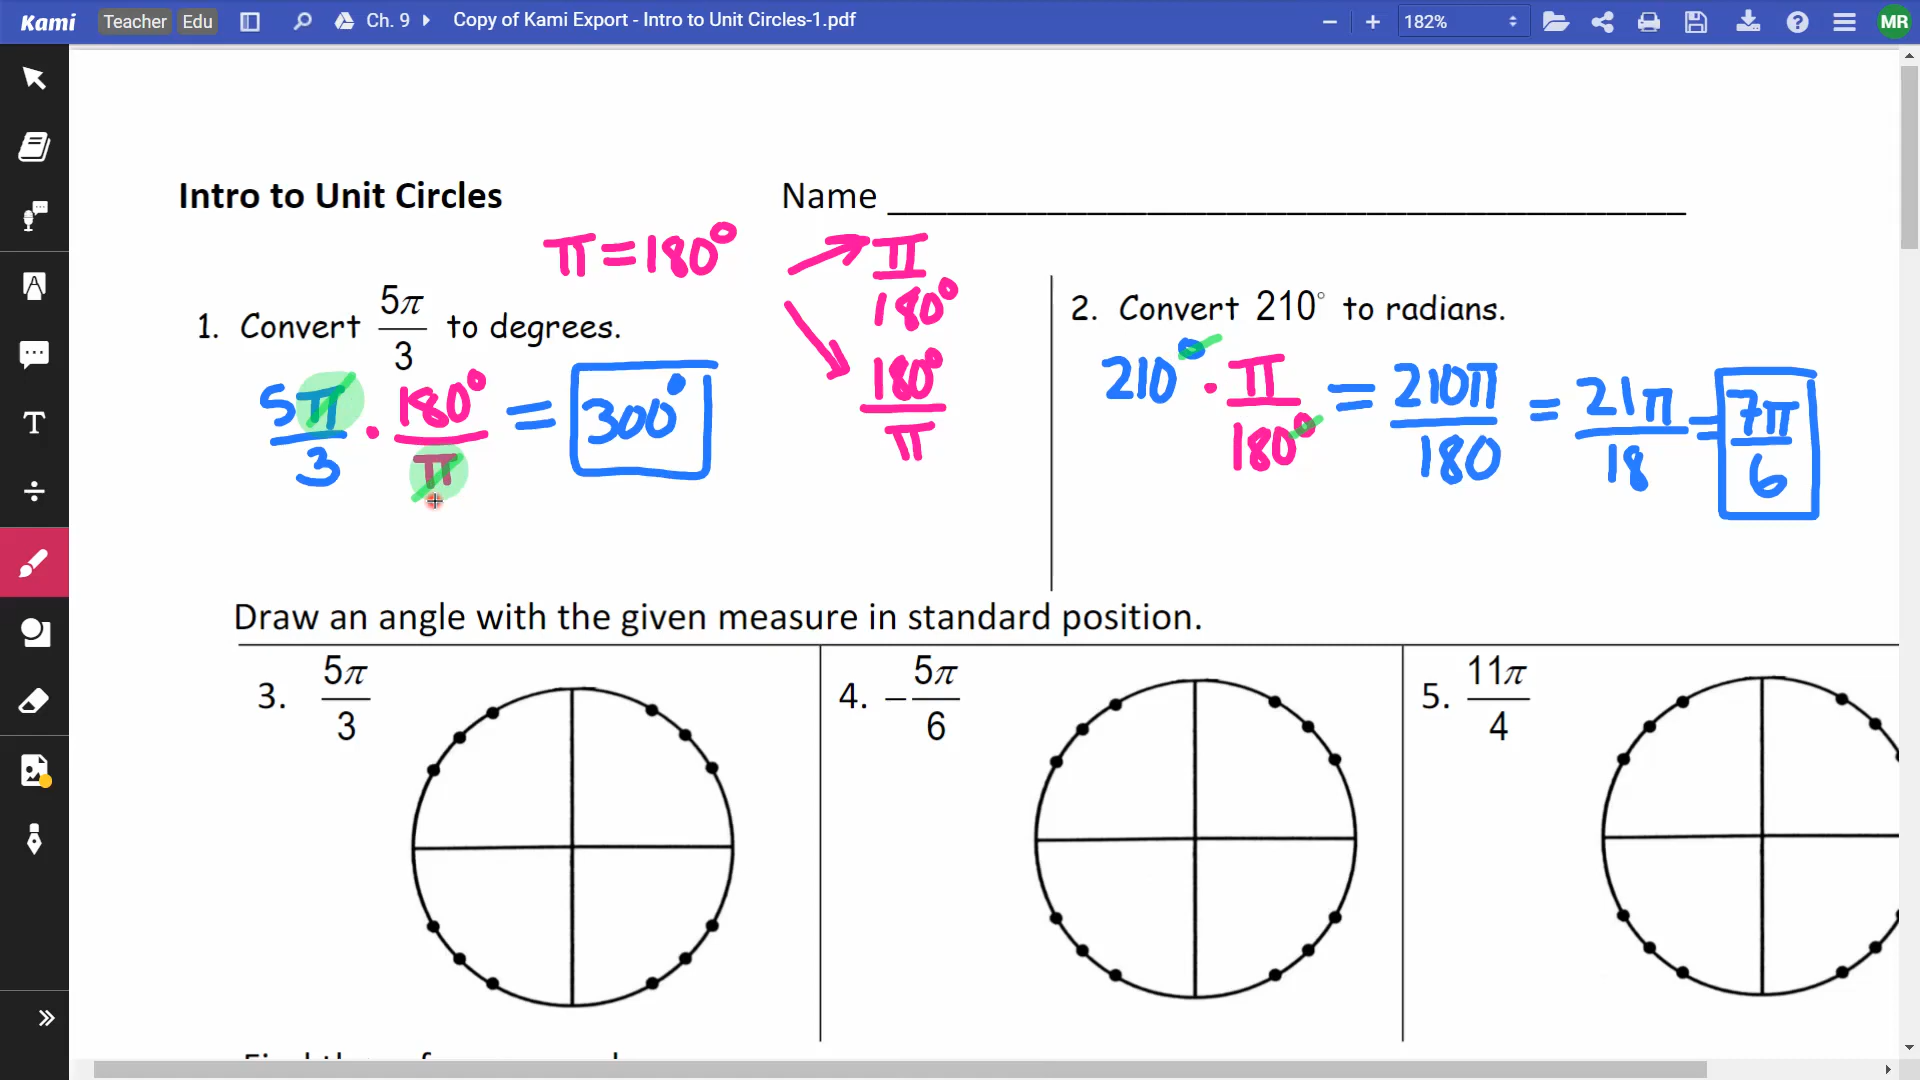 Kami Teacher Edu Ch. 9 Copy of Kami Export - Intro to Unit Circles-1.pdf 182% MR
Intro to Unit Circles Name ________________
π = 180° π/180°
180°/π
1. Convert 5π/3 to degrees.
5π/3 · 180°/π = 300°
2. Convert 210° to radians.
210° · π/180° = 210π/180 = 21π/18 = 7π/6
Draw an angle with the given measure in standard position.
3. 5π/3
4. −5π/6
5. 11π/4